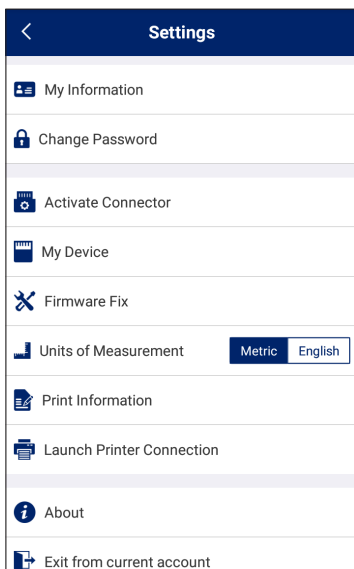 Settings
My Information
Change Password
Activate Connector
My Device
Firmware Fix
Units of Measurement Metric English
Print Information
Launch Printer Connection
About
Exit from current account